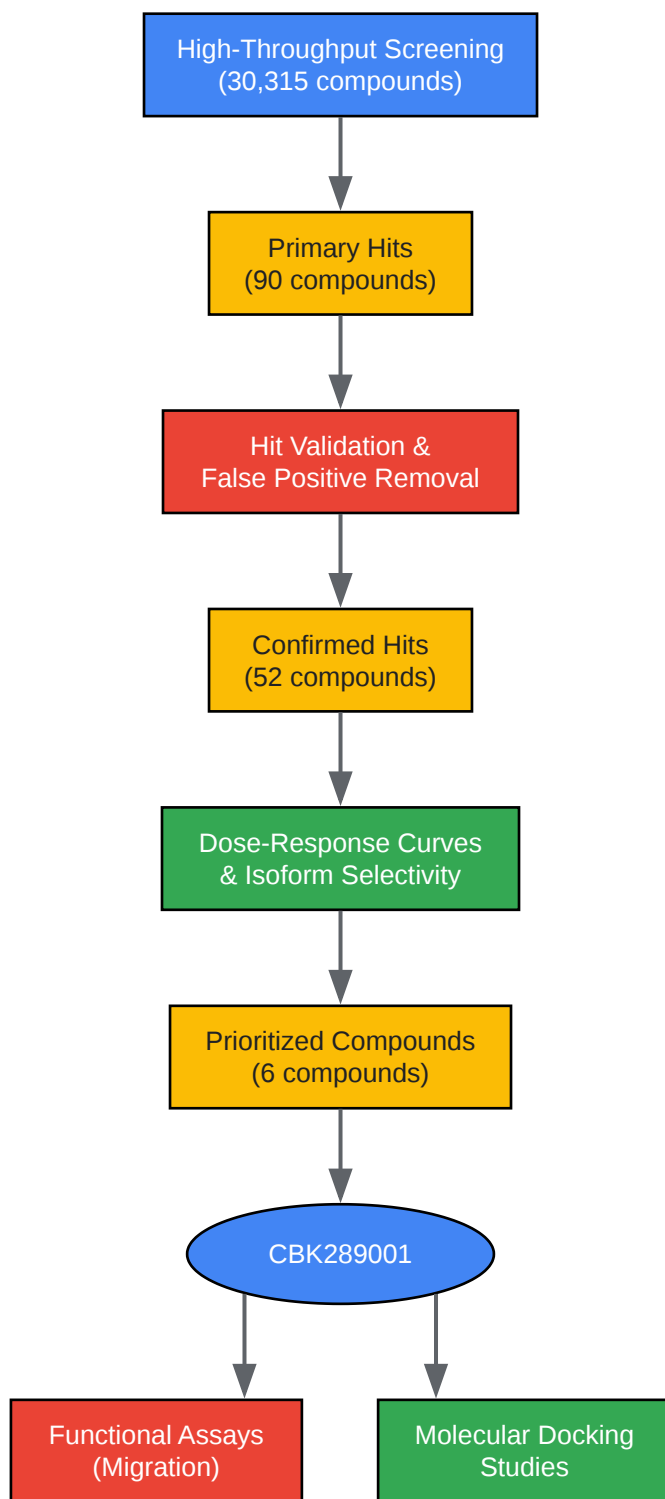 High-Throughput Screening
(30,315 compounds)
Primary Hits
(90 compounds)
Hit Validation &
False Positive Removal
Confirmed Hits
(52 compounds)
Dose-Response Curves
& Isoform Selectivity
Prioritized Compounds
(6 compounds)
CBK289001
Functional Assays
(Migration)
Molecular Docking
Studies